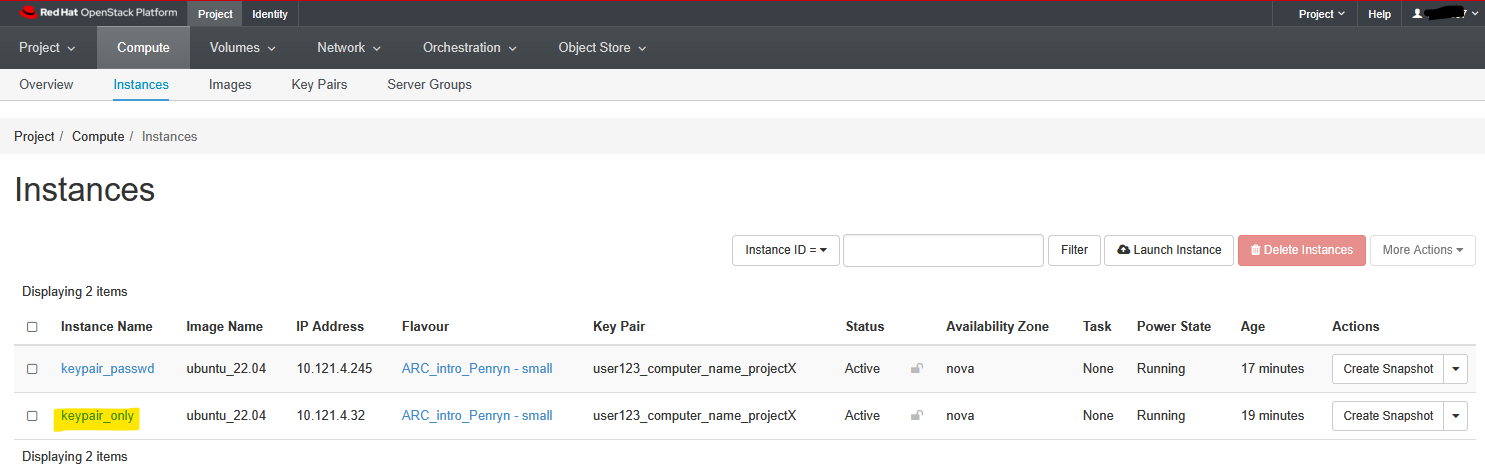 Red Hat OpenStack Platform Project Identity Project Help
Project Compute Volumes Network Orchestration Object Store
Overview Instances Images Key Pairs Server Groups
Project / Compute / Instances
Instances
Instance ID = Filter Launch Instance Delete Instances More Actions
Displaying 2 items
Instance Name Image Name IP Address Flavour Key Pair Status Availability Zone Task Power State Age Actions
keypair_passwd ubuntu_22.04 10.121.4.245 ARC_intro_Penryn - small user123_computer_name_projectX Active nova None Running 17 minutes Create Snapshot
keypair_only ubuntu_22.04 10.121.4.32 ARC_intro_Penryn - small user123_computer_name_projectX Active nova None Running 19 minutes Create Snapshot
Displaying 2 items